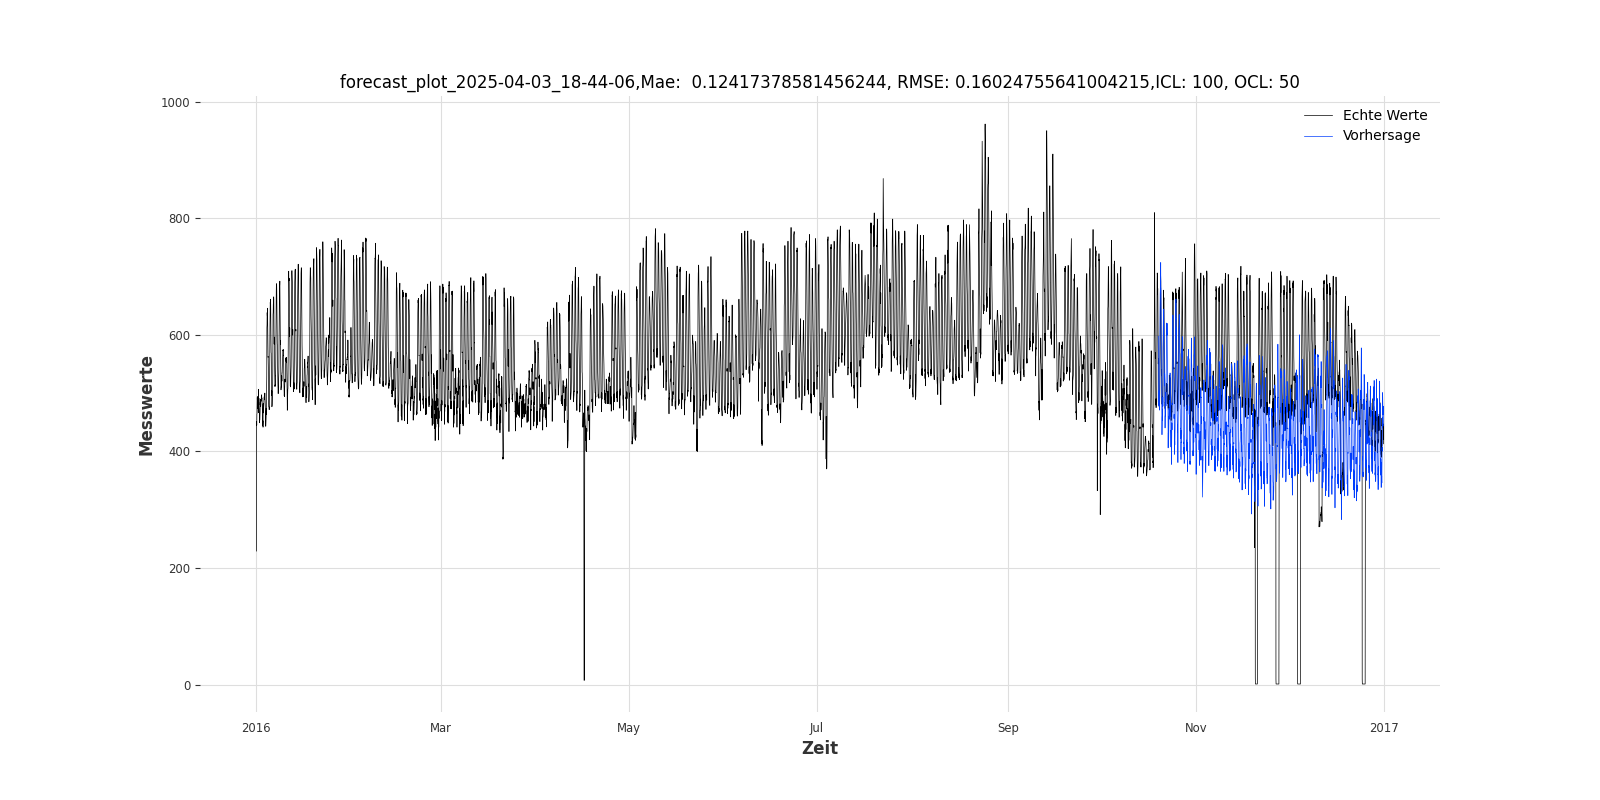 forecast_plot_2025-04-03_18-44-06,Mae:  0.12417378581456244, RMSE: 0.16024755641004215,ICL: 100, OCL: 50
Echte Werte
Vorhersage
1000
800
600
400
200
0
Messwerte
2016
Mar
May
Jul
Sep
Nov
2017
Zeit